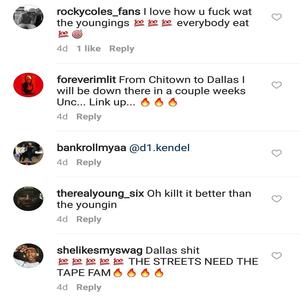 rockycoles_fans I love how u fuck wat
the youngings 💯 💯 💯 everybody eat
💯 🎯
4d 1 like Reply
foreverimlit From Chitown to Dallas I
will be down there in a couple weeks
Unc... Link up... 🔥 🔥 🔥
4d Reply
bankrollmyaa @d1.kendel
4d Reply
therealyoung_six Oh killt it better than
the youngin
4d Reply
shelikesmyswag Dallas shit
💯 💯 💯 💯 💯 THE STREETS NEED THE
TAPE FAM🔥 🔥 🔥 🔥
4d Reply